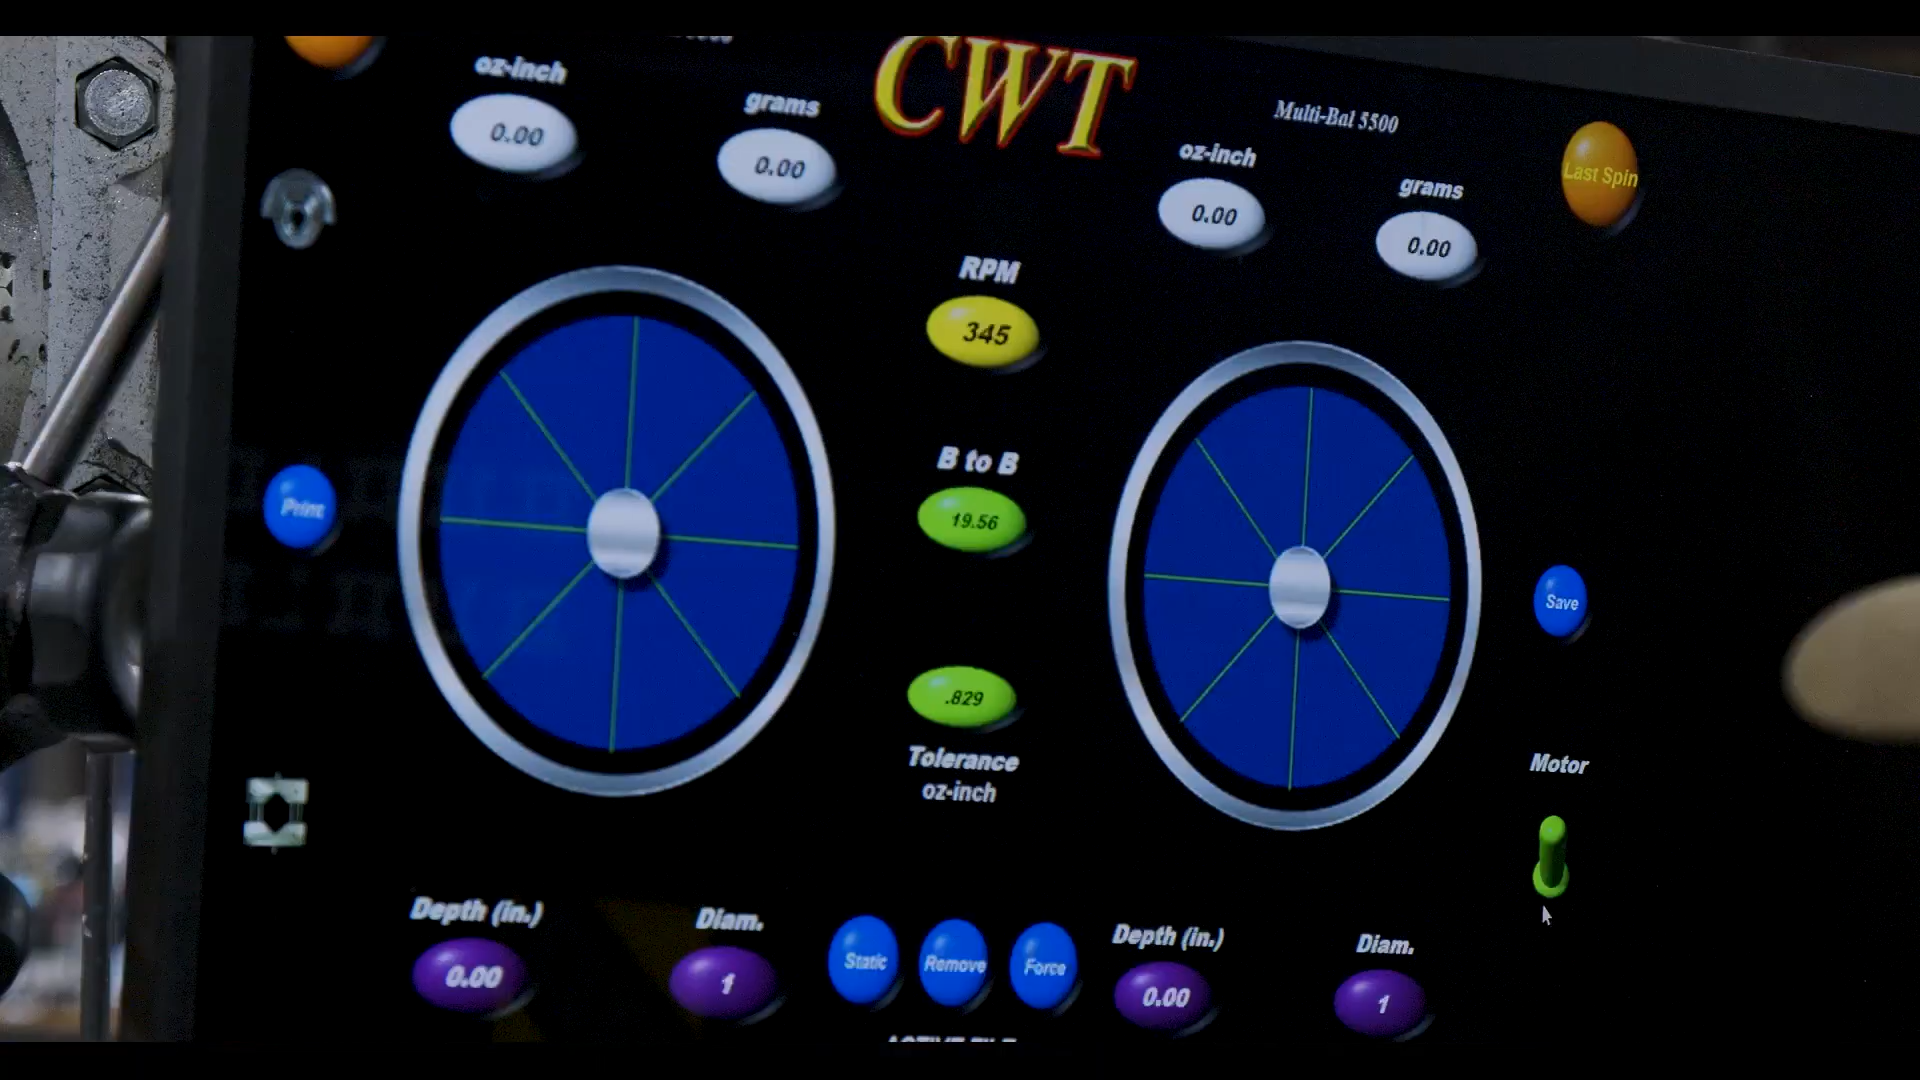 oz-inch
0.00
grams
0.00
CWT
Multi-Bal 5500
oz-inch
0.00
grams
0.00
Last Spin
RPM
345
B to B
19.56
Print
Save
.829
Tolerance
oz-inch
Motor
Depth (in.)
0.00
Diam.
1
Static
Remove
Force
Depth (in.)
0.00
Diam.
1